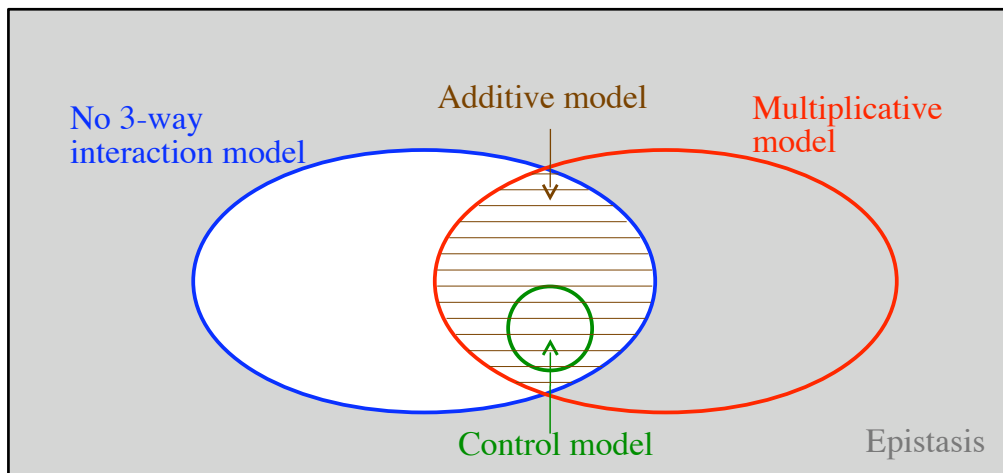 Additive model
No 3-way
interaction model
Multiplicative
model
Control model
Epistasis